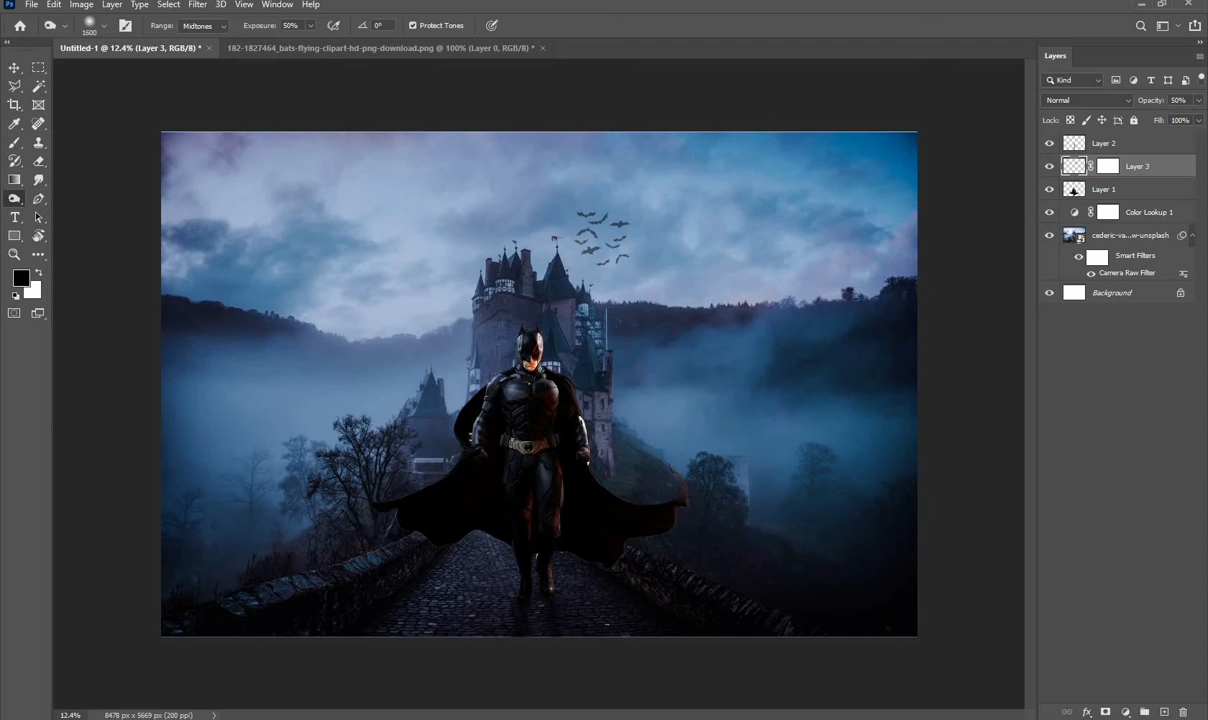 Ps File Edit Image Layer Type Select Filter 3D View Window Help
1600 Range: Midtones Exposure: 50% 0° Protect Tones
Untitled-1 @ 12.4% (Layer 3, RGB/8) * × 182-1827464_bats-flying-clipart-hd-png-download.png @ 100% (Layer 0, RGB/8) * ×
Layers
Kind
Normal Opacity: 50%
Lock: Fill: 100%
Layer 2
Layer 3
Layer 1
Color Lookup 1
cederic-va...w-unsplash
Smart Filters
Camera Raw Filter
Background
12.4% 8478 px x 5669 px (200 ppi)
fx